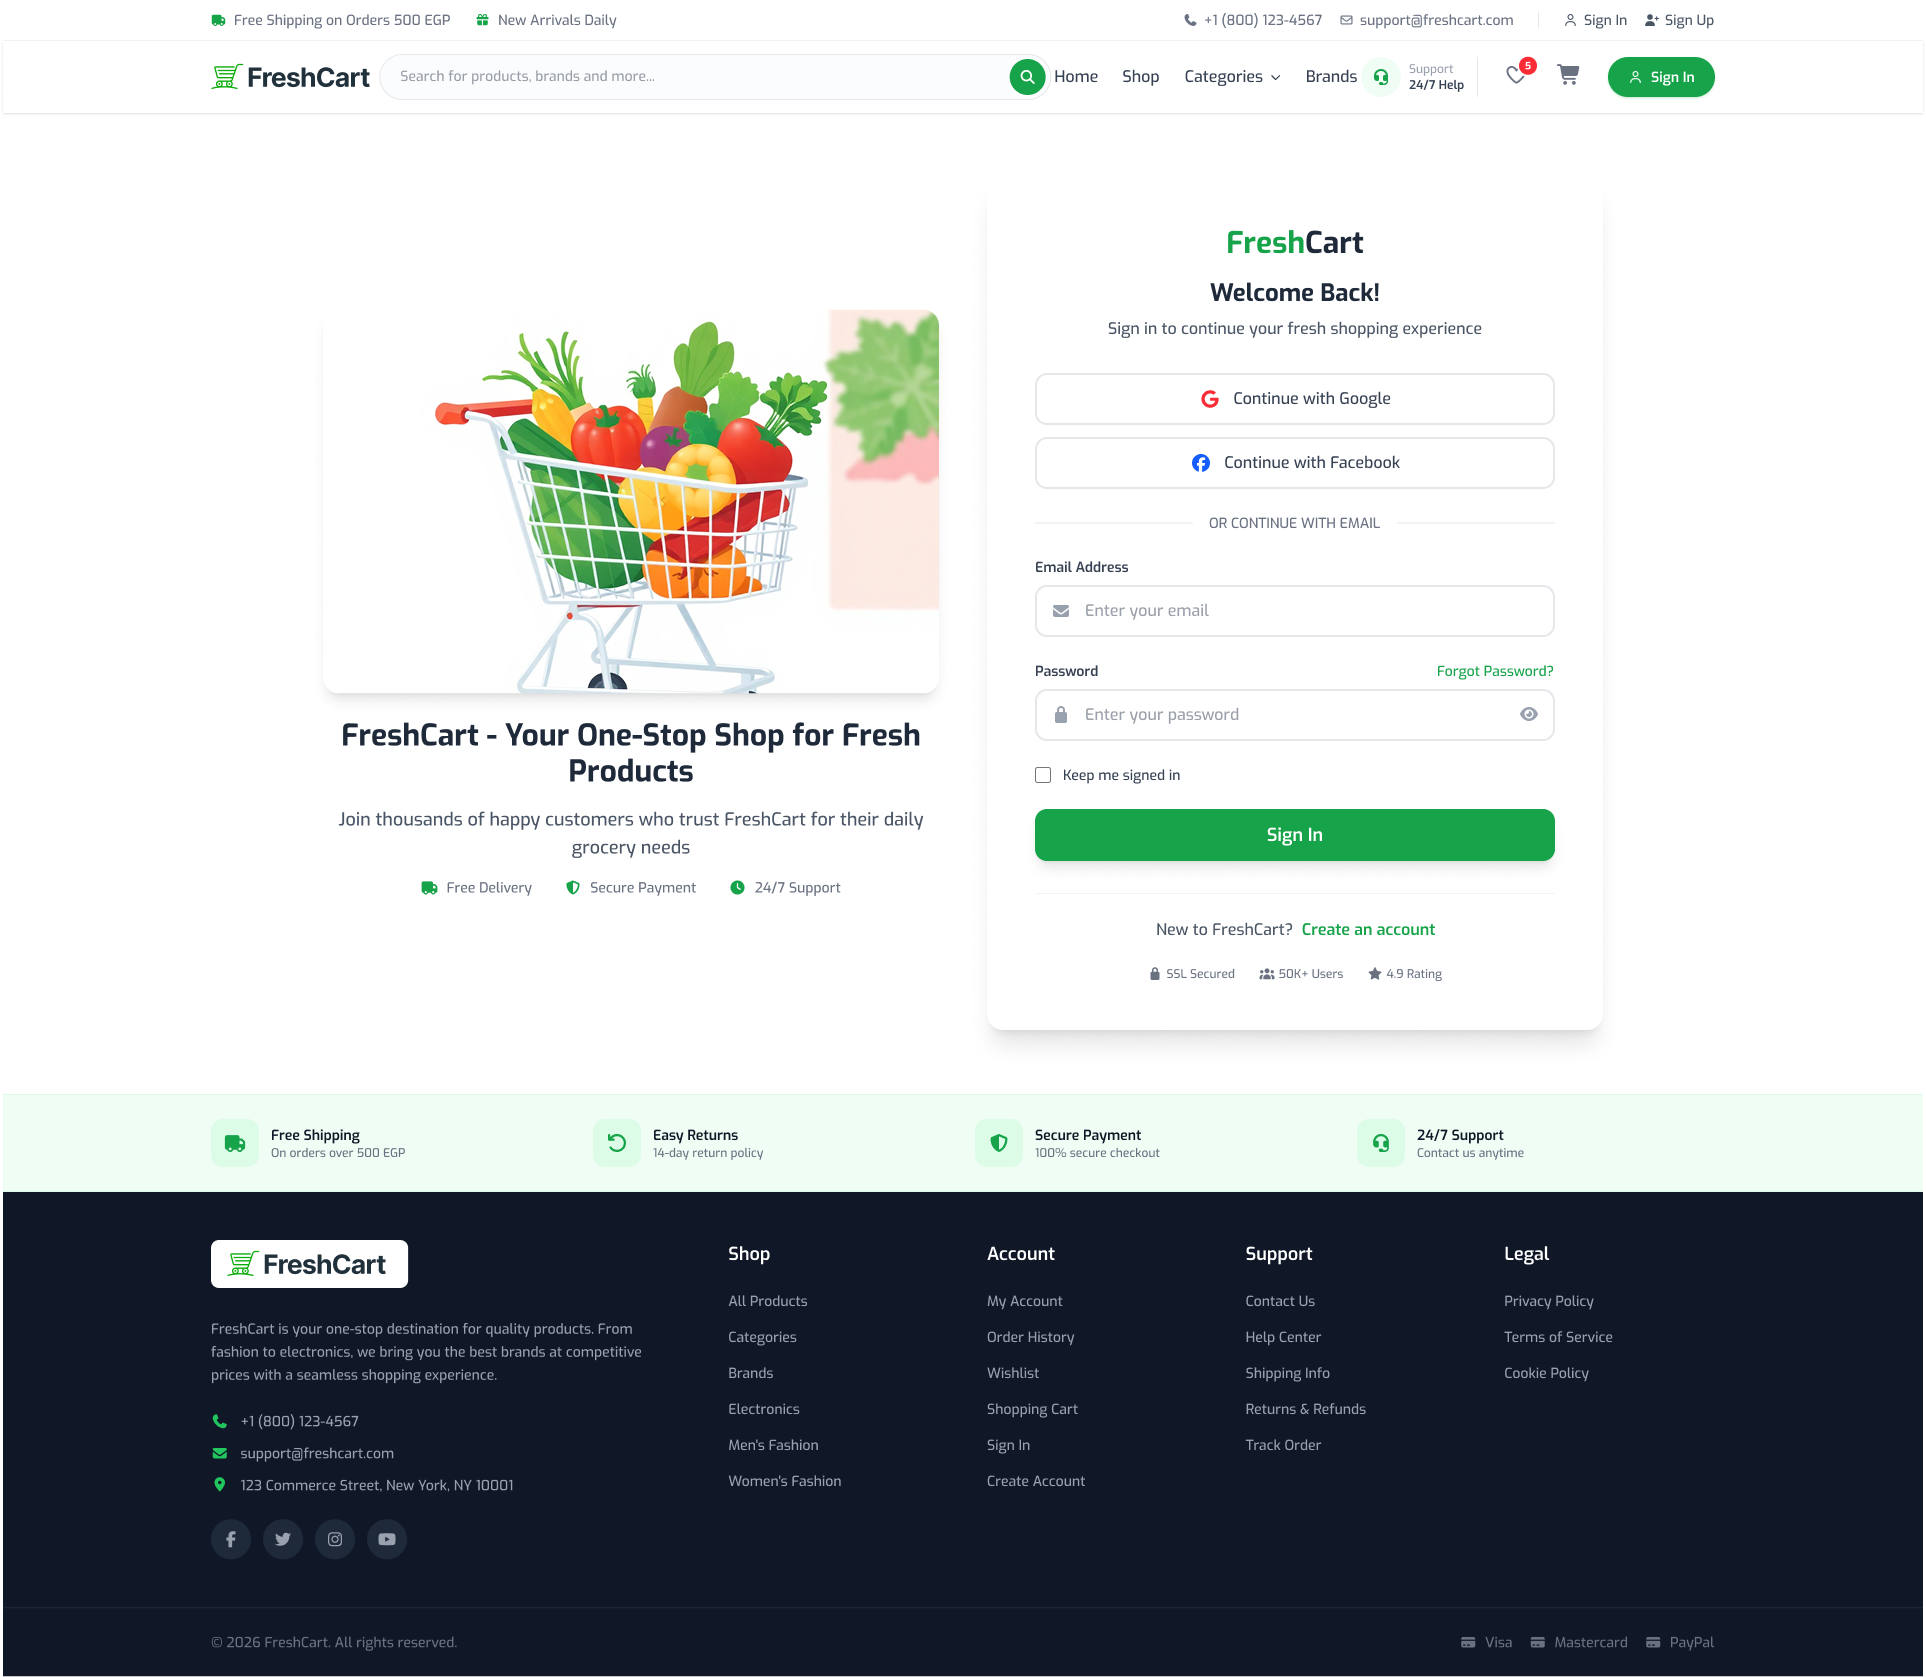 Free Shipping on Orders 500 EGP
New Arrivals Daily
+1 (800) 123-4567
support@freshcart.com
Sign In
Sign Up
FreshCart
Search for products, brands and more...
Home
Shop
Categories
Brands
Support
24/7 Help
5
Sign In
FreshCart - Your One-Stop Shop for Fresh
Products
Join thousands of happy customers who trust FreshCart for their daily
grocery needs
Free Delivery
Secure Payment
24/7 Support
FreshCart
Welcome Back!
Sign in to continue your fresh shopping experience
Continue with Google
Continue with Facebook
OR CONTINUE WITH EMAIL
Email Address
Enter your email
Password
Forgot Password?
Enter your password
Keep me signed in
Sign In
New to FreshCart? Create an account
SSL Secured
50K+ Users
4.9 Rating
Free Shipping
On orders over 500 EGP
Easy Returns
14-day return policy
Secure Payment
100% secure checkout
24/7 Support
Contact us anytime
FreshCart
FreshCart is your one-stop destination for quality products. From
fashion to electronics, we bring you the best brands at competitive
prices with a seamless shopping experience.
+1 (800) 123-4567
support@freshcart.com
123 Commerce Street, New York, NY 10001
Shop
All Products
Categories
Brands
Electronics
Men's Fashion
Women's Fashion
Account
My Account
Order History
Wishlist
Shopping Cart
Sign In
Create Account
Support
Contact Us
Help Center
Shipping Info
Returns & Refunds
Track Order
Legal
Privacy Policy
Terms of Service
Cookie Policy
© 2026 FreshCart. All rights reserved.
Visa
Mastercard
PayPal